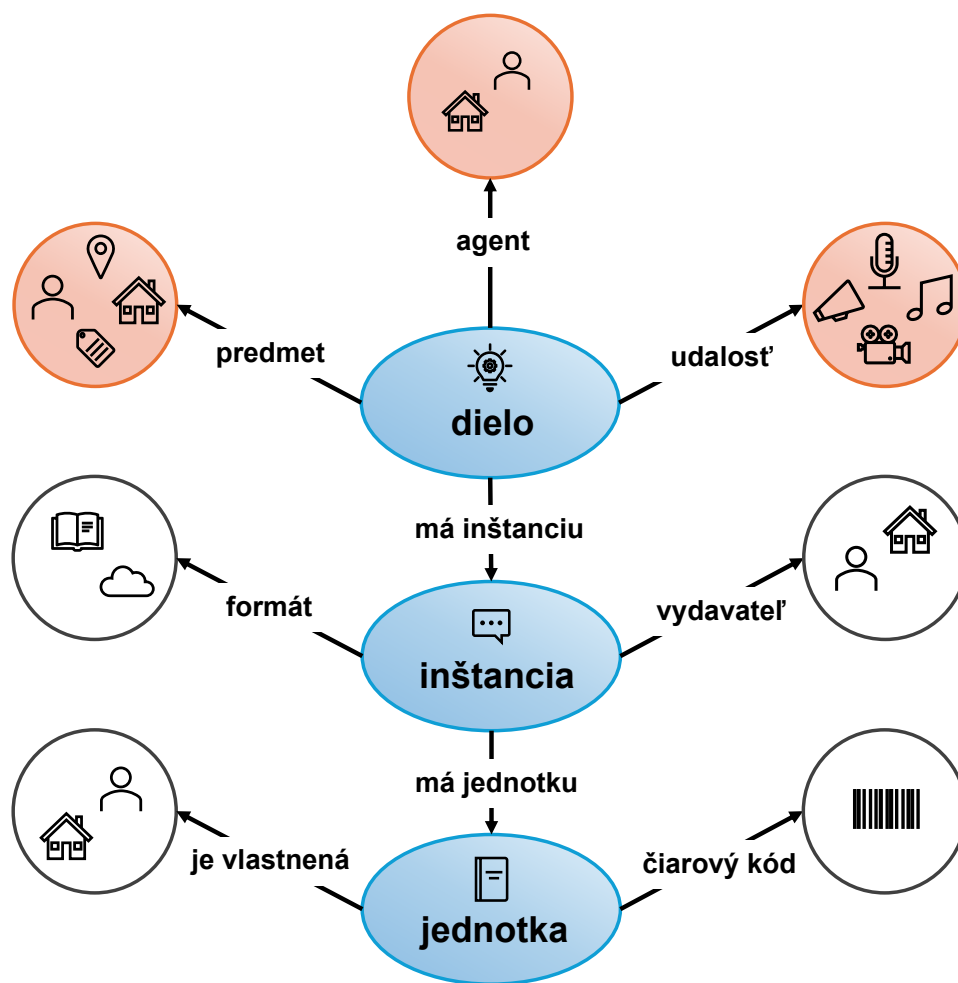 agent
predmet
udalosť
dielo
má inštanciu
formát
vydavateľ
inštancia
má jednotku
je vlastnená
čiarový kód
jednotka